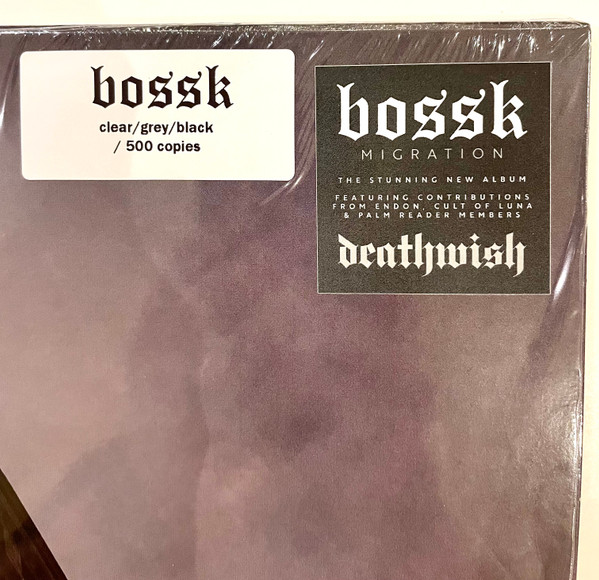 bossk
clear/grey/black
/ 500 copies
bossk
MIGRATION
THE STUNNING NEW ALBUM
FEATURING CONTRIBUTIONS
FROM ENDON, CULT OF LUNA
& PALM READER MEMBERS
deathwish